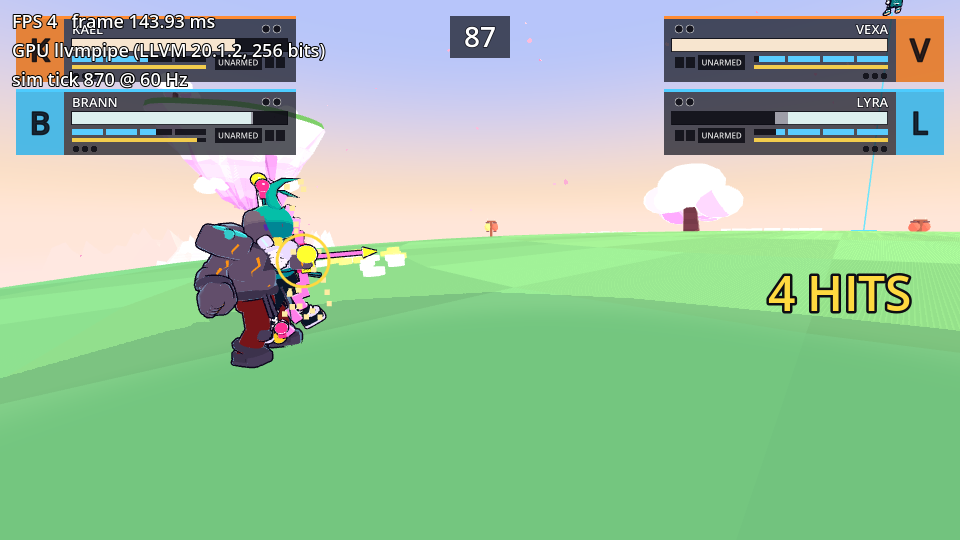 FPS 4 frame 143.93 ms
GPU llvmpipe (LLVM 20.1.2, 256 bits)
sim tick 870 @ 60 Hz
K
KAEL
UNARMED
87
VEXA
UNARMED
V
B
BRANN
UNARMED
LYRA
UNARMED
L
4 HITS